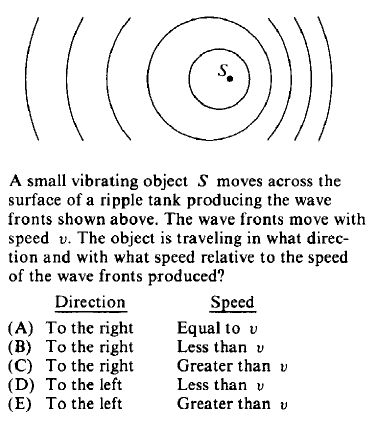 S
A small vibrating object S moves across the
surface of a ripple tank producing the wave
fronts shown above. The wave fronts move with
speed v. The object is traveling in what direc-
tion and with what speed relative to the speed
of the wave fronts produced?
Direction Speed
(A) To the right Equal to v
(B) To the right Less than v
(C) To the right Greater than v
(D) To the left Less than v
(E) To the left Greater than v